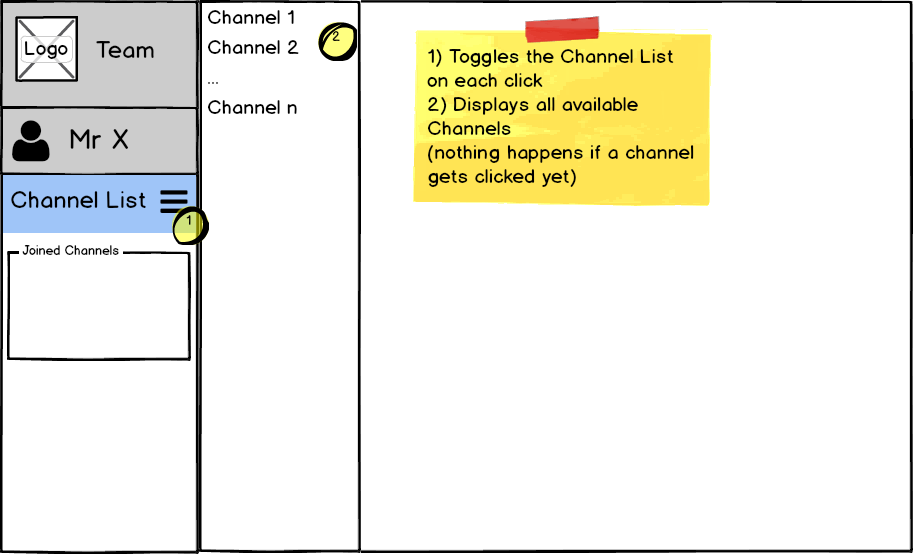 Logo
Team
Mr X
Channel List
1
Joined Channels
Channel 1
Channel 2
...
Channel n
2
1) Toggles the Channel List
on each click
2) Displays all available
Channels
(nothing happens if a channel
gets clicked yet)